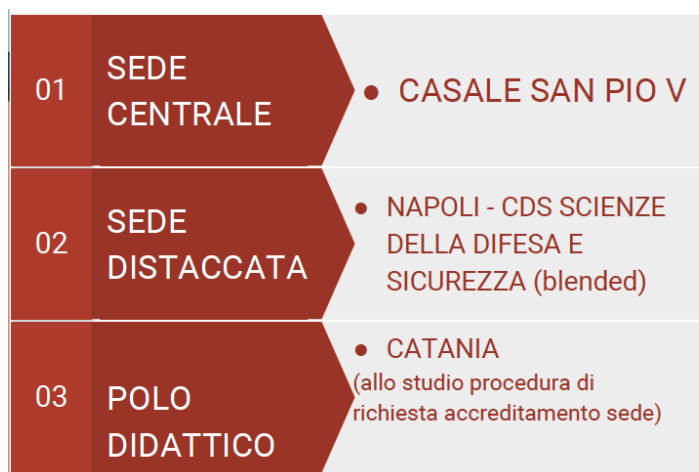 01
SEDE
CENTRALE
● CASALE SAN PIO V
02
SEDE
DISTACCATA
● NAPOLI - CDS SCIENZE
DELLA DIFESA E
SICUREZZA (blended)
03
POLO
DIDATTICO
● CATANIA
(allo studio procedura di
richiesta accreditamento sede)